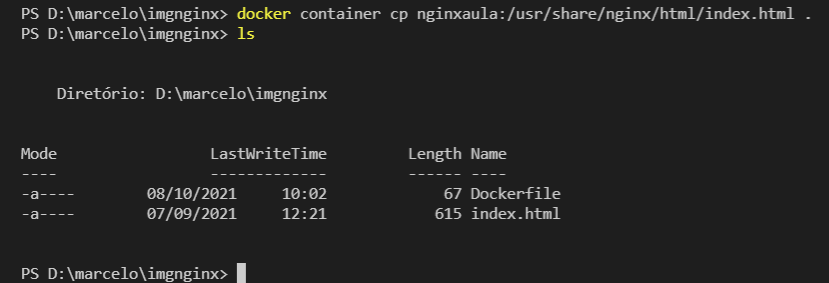 PS D:\marcelo\imgnginx> docker container cp nginxaula:/usr/share/nginx/html/index.html .
PS D:\marcelo\imgnginx> ls
Diretório: D:\marcelo\imgnginx
Mode LastWriteTime Length Name
---- ------------- ------ ----
-a---- 08/10/2021 10:02 67 Dockerfile
-a---- 07/09/2021 12:21 615 index.html
PS D:\marcelo\imgnginx>